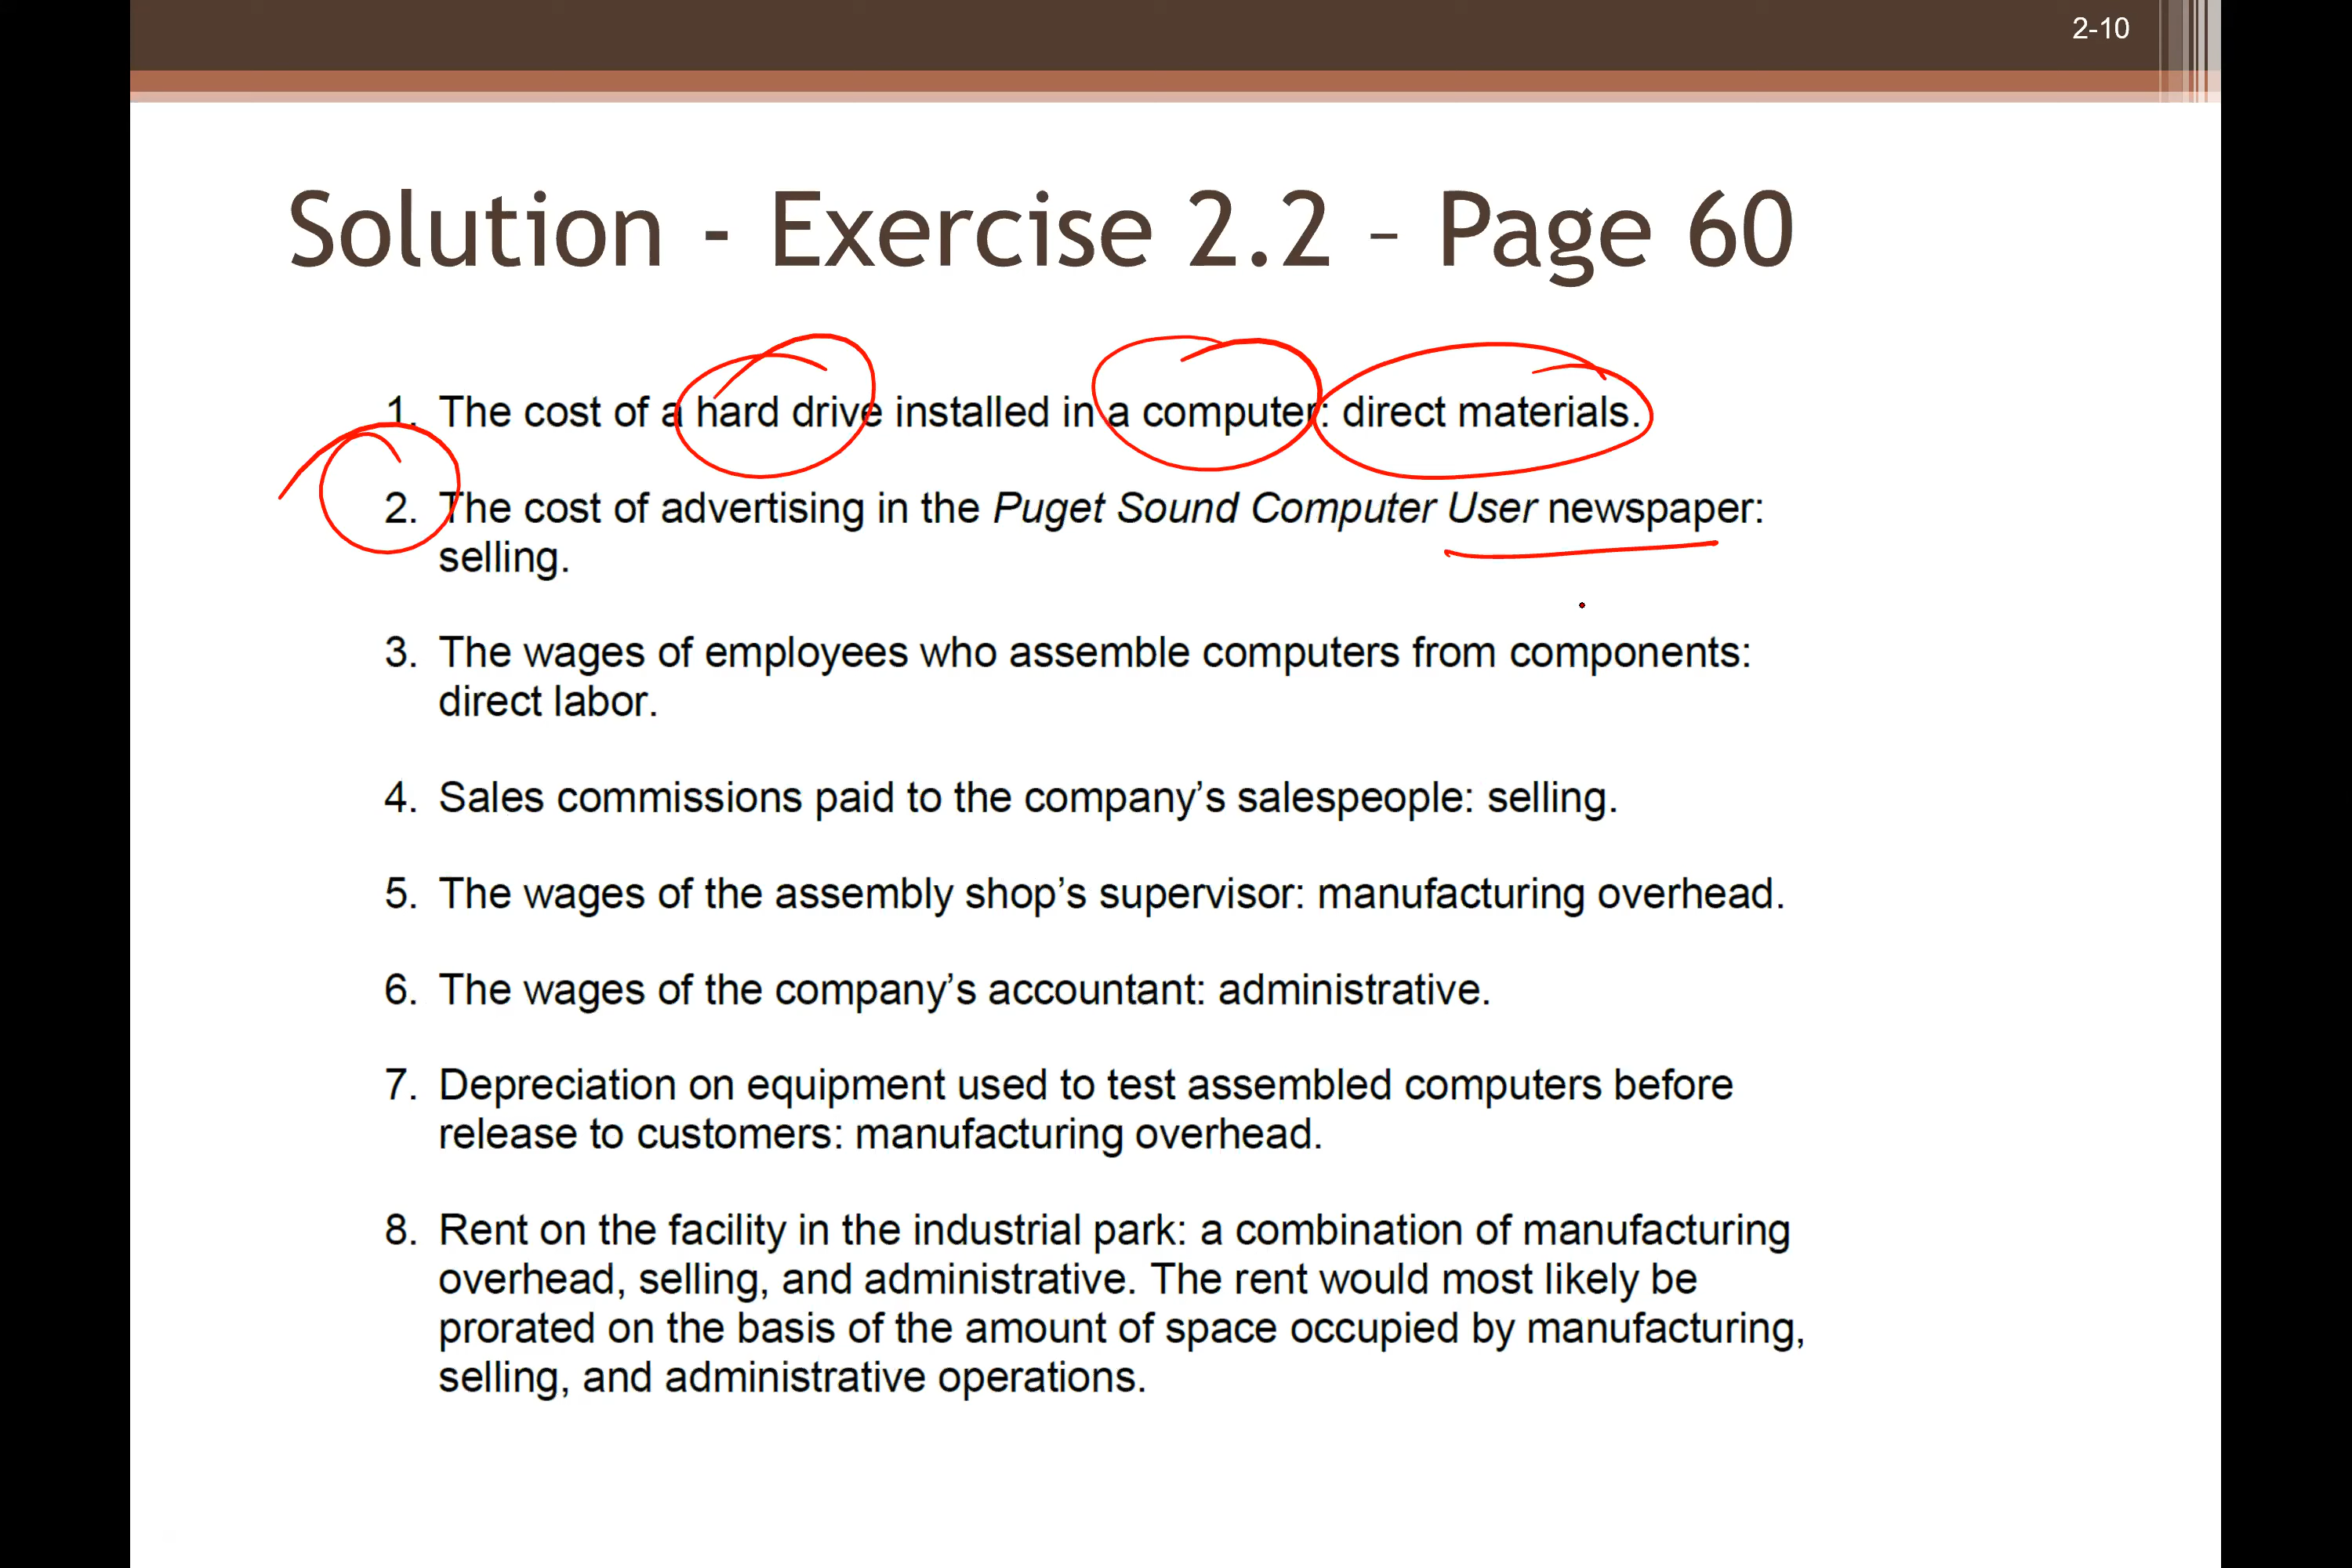 2-10
Solution - Exercise 2.2 – Page 60
1. The cost of a hard drive installed in a computer: direct materials.
2. The cost of advertising in the Puget Sound Computer User newspaper:
selling.
3. The wages of employees who assemble computers from components:
direct labor.
4. Sales commissions paid to the company’s salespeople: selling.
5. The wages of the assembly shop’s supervisor: manufacturing overhead.
6. The wages of the company’s accountant: administrative.
7. Depreciation on equipment used to test assembled computers before
release to customers: manufacturing overhead.
8. Rent on the facility in the industrial park: a combination of manufacturing
overhead, selling, and administrative. The rent would most likely be
prorated on the basis of the amount of space occupied by manufacturing,
selling, and administrative operations.